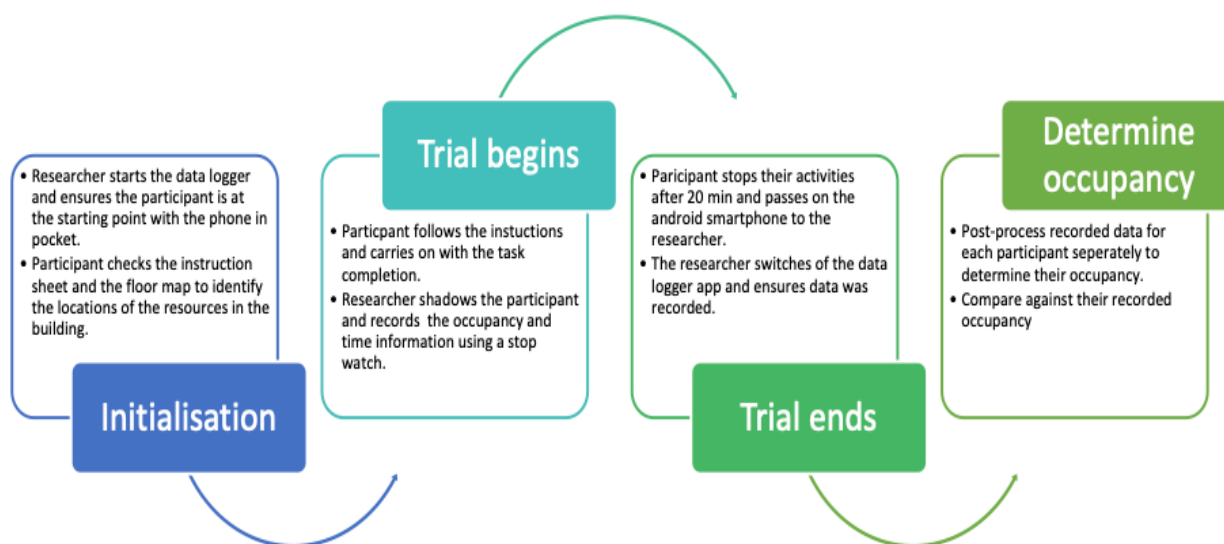 • Researcher starts the data logger
and ensures the participant is at
the starting point with the phone in
pocket.
• Participant checks the instruction
sheet and the floor map to identify
the locations of the resources in the
building.
Initialisation
Trial begins
• Particpant follows the instuctions
and carries on with the task
completion.
• Researcher shadows the participant
and records the occupancy and
time information using a stop
watch.
• Paricipant stops their activities
after 20 min and passes on the
android smartphone to the
researcher.
• The researcher switches of the data
logger app and ensures data was
recorded.
Trial ends
Determine
occupancy
• Post-process recorded data for
each participant seperately to
determine their occupancy.
• Compare against their recorded
occupancy